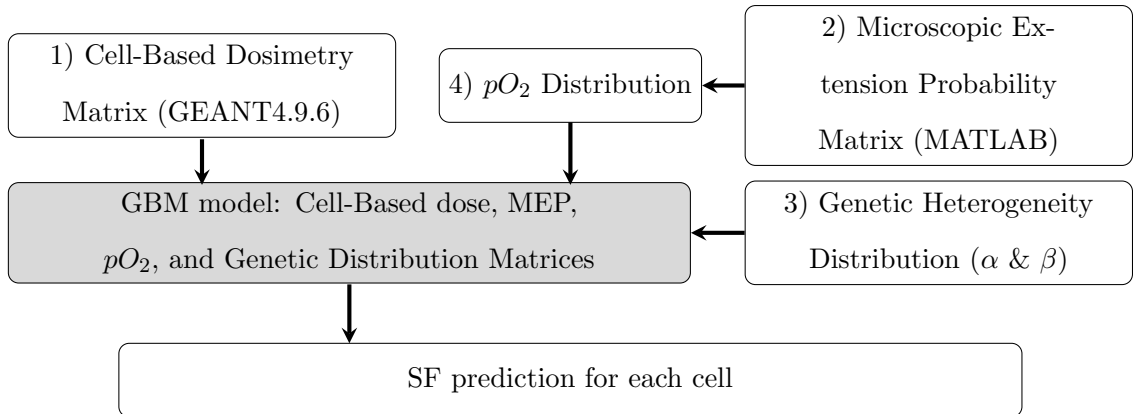 1) Cell-Based Dosimetry
Matrix (GEANT4.9.6)
4) pO₂ Distribution
2) Microscopic Ex-
tension Probability
Matrix (MATLAB)
GBM model: Cell-Based dose, MEP,
pO₂, and Genetic Distribution Matrices
3) Genetic Heterogeneity
Distribution (α & β)
SF prediction for each cell